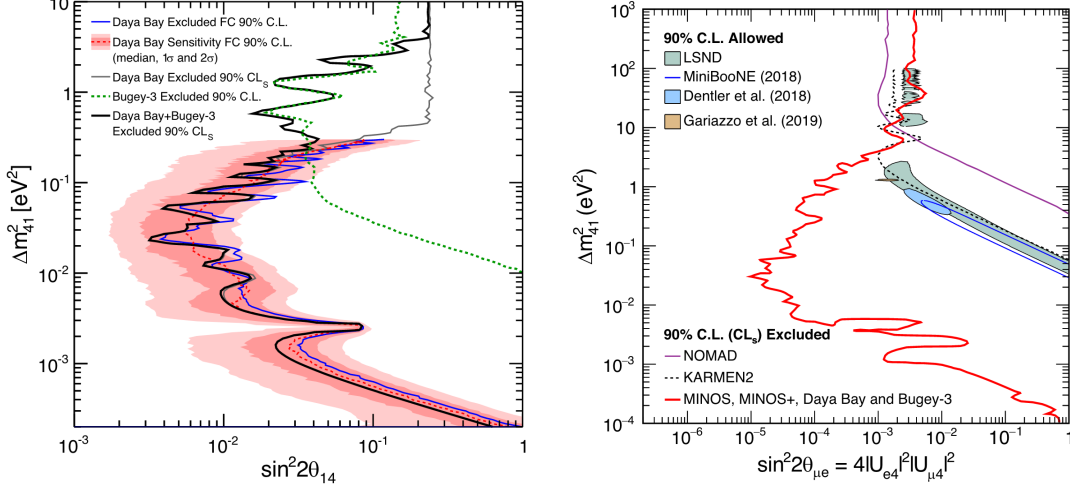 10
1
10⁻¹
10⁻²
10⁻³
Δm²₄₁ [eV²]
Daya Bay Excluded FC 90% C.L.
Daya Bay Sensitivity FC 90% C.L.
(median, 1σ and 2σ)
Daya Bay Excluded 90% CLₛ
Bugey-3 Excluded 90% C.L.
Daya Bay+Bugey-3
Excluded 90% CLₛ
10⁻³ 10⁻² 10⁻¹ 1
sin²2θ₁₄
10²
10
1
10⁻¹
10⁻²
10⁻³
10⁻⁴
Δm²₄₁ (eV²)
90% C.L. Allowed
LSND
MiniBooNE (2018)
Dentler et al. (2018)
Gariazzo et al. (2019)
90% C.L. (CLₛ) Excluded
NOMAD
KARMEN2
MINOS, MINOS+, Daya Bay and Bugey-3
10⁻⁶ 10⁻⁵ 10⁻⁴ 10⁻³ 10⁻² 10⁻¹ 1
sin²2θμe = 4|Ue4|²|Uμ4|²